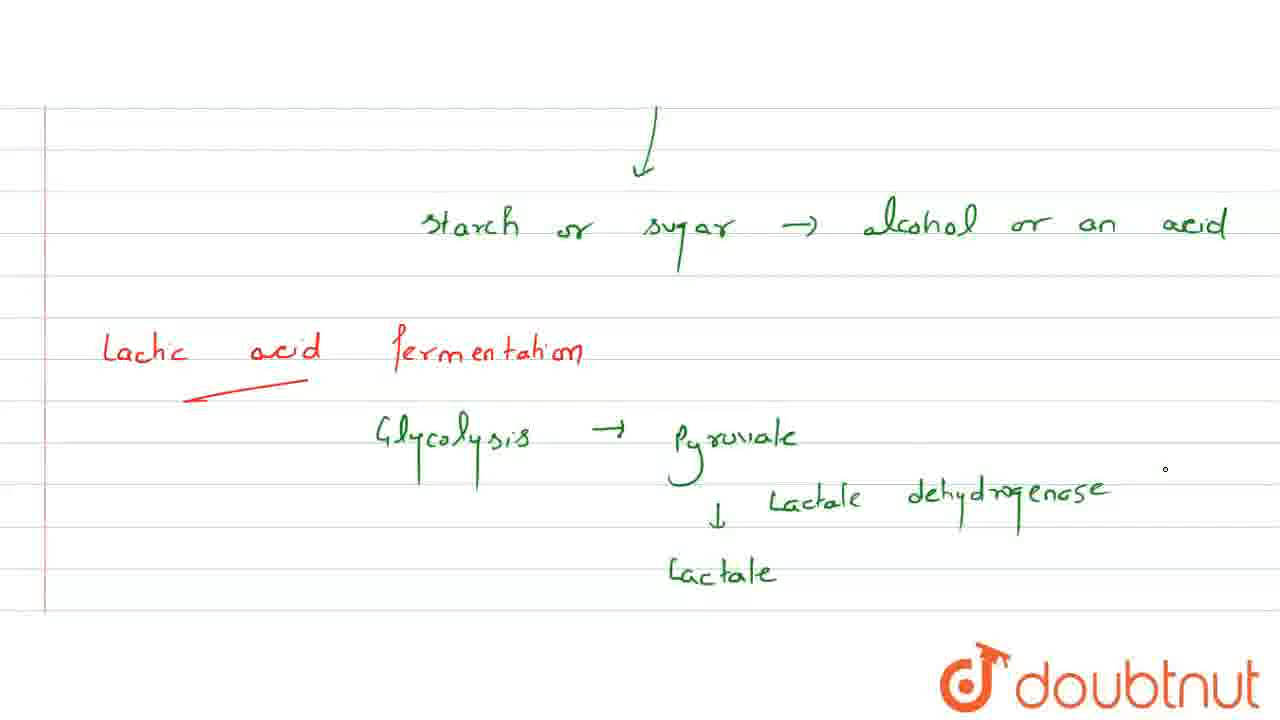 starch or sugar → alcohol or an acid
Lactic acid fermentation
Glycolysis → Pyruvate
↓ Lactate dehydrogenase
Lactate
doubtnut